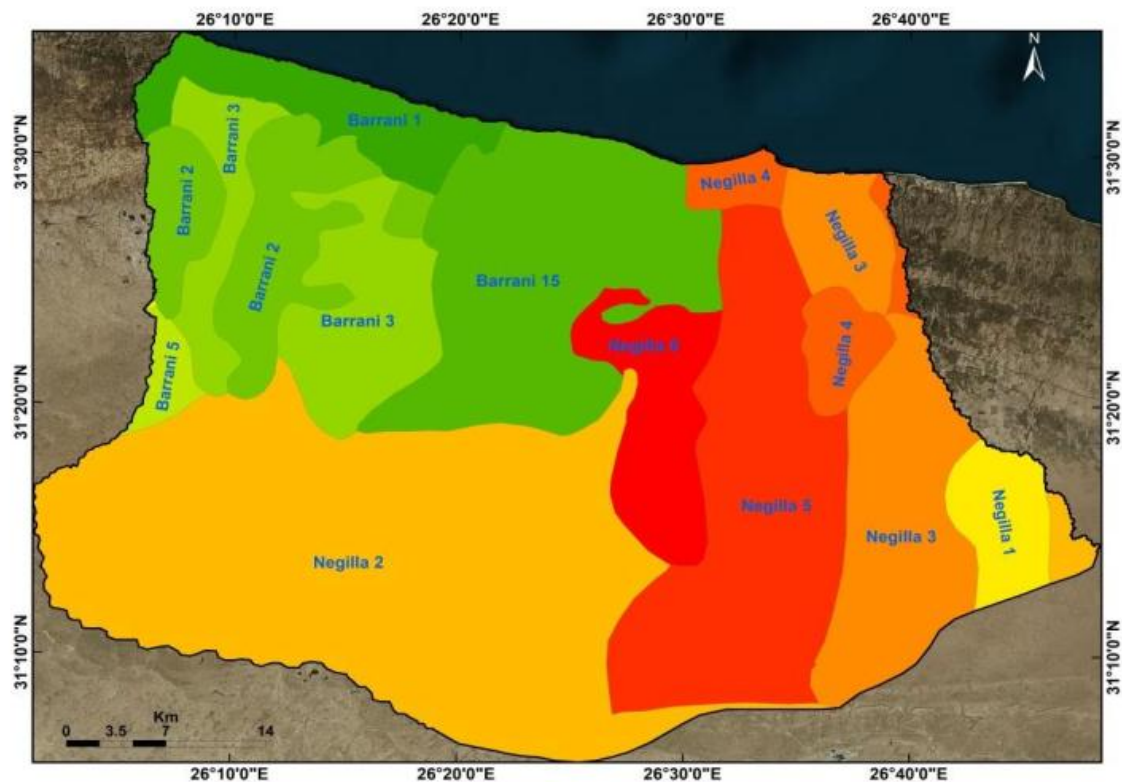 26°10'0"E 26°20'0"E 26°30'0"E 26°40'0"E
N
31°30'0"N
31°30'0"N
31°20'0"N
31°20'0"N
31°10'0"N
31°10'0"N
Barrani 1
Barrani 3
Barrani 2
Negilla 4
Negilla 3
Barrani 2
Barrani 15
Barrani 3
Negilla 6
Negilla 4
Barrani 5
Negilla 5
Negilla 1
Negilla 3
Negilla 2
Km
0 3.5 7 14
26°10'0"E 26°20'0"E 26°30'0"E 26°40'0"E